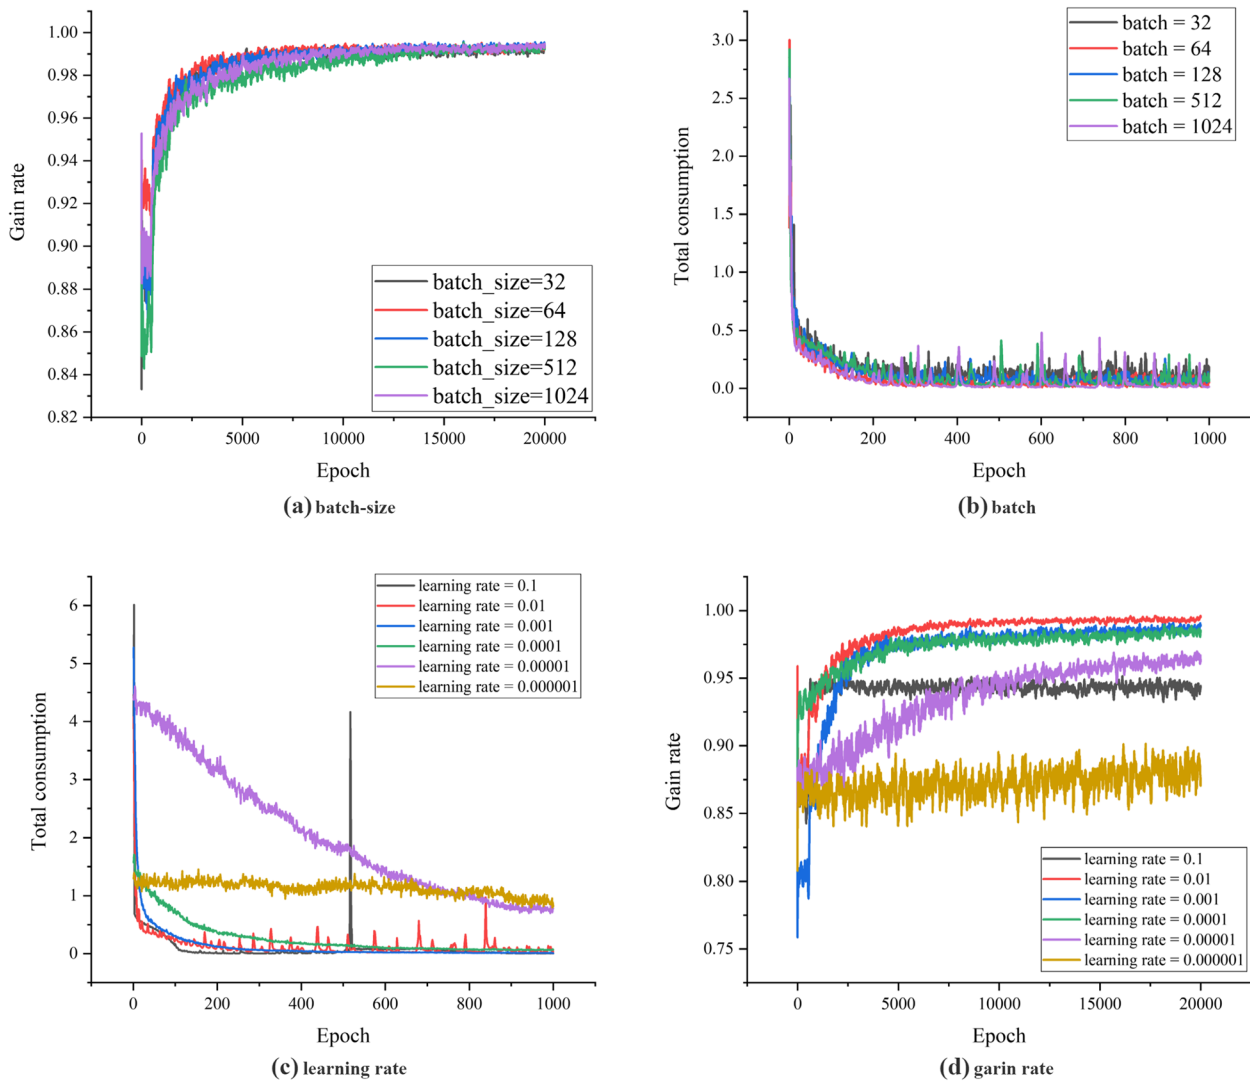 1.00
0.98
0.96
0.94
0.92
0.90
0.88
0.86
0.84
0.82
Gain rate
batch_size=32
batch_size=64
batch_size=128
batch_size=512
batch_size=1024
0 5000 10000 15000 20000
Epoch
(a) batch-size
3.0
2.5
2.0
1.5
1.0
0.5
0.0
Total consumption
batch = 32
batch = 64
batch = 128
batch = 512
batch = 1024
0 200 400 600 800 1000
Epoch
(b) batch
6
5
4
3
2
1
0
Total consumption
learning rate = 0.1
learning rate = 0.01
learning rate = 0.001
learning rate = 0.0001
learning rate = 0.00001
learning rate = 0.000001
0 200 400 600 800 1000
Epoch
(c) learning rate
1.00
0.95
0.90
0.85
0.80
0.75
Gain rate
learning rate = 0.1
learning rate = 0.01
learning rate = 0.001
learning rate = 0.0001
learning rate = 0.00001
learning rate = 0.000001
0 5000 10000 15000 20000
Epoch
(d) garin rate